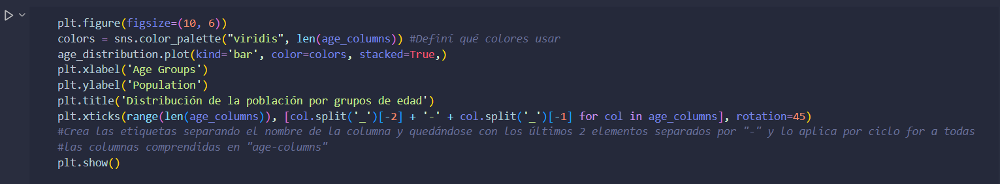 plt.figure(figsize=(10, 6))
colors = sns.color_palette("viridis", len(age_columns)) #Definí qué colores usar
age_distribution.plot(kind='bar', color=colors, stacked=True,)
plt.xlabel('Age Groups')
plt.ylabel('Population')
plt.title('Distribución de la población por grupos de edad')
plt.xticks(range(len(age_columns)), [col.split('_')[-2] + '-' + col.split('_')[-1] for col in age_columns], rotation=45)
#Crea las etiquetas separando el nombre de la columna y quedándose con los últimos 2 elementos separados por "-" y lo aplica por ciclo for a todas
#las columnas comprendidas en "age-columns"
plt.show()